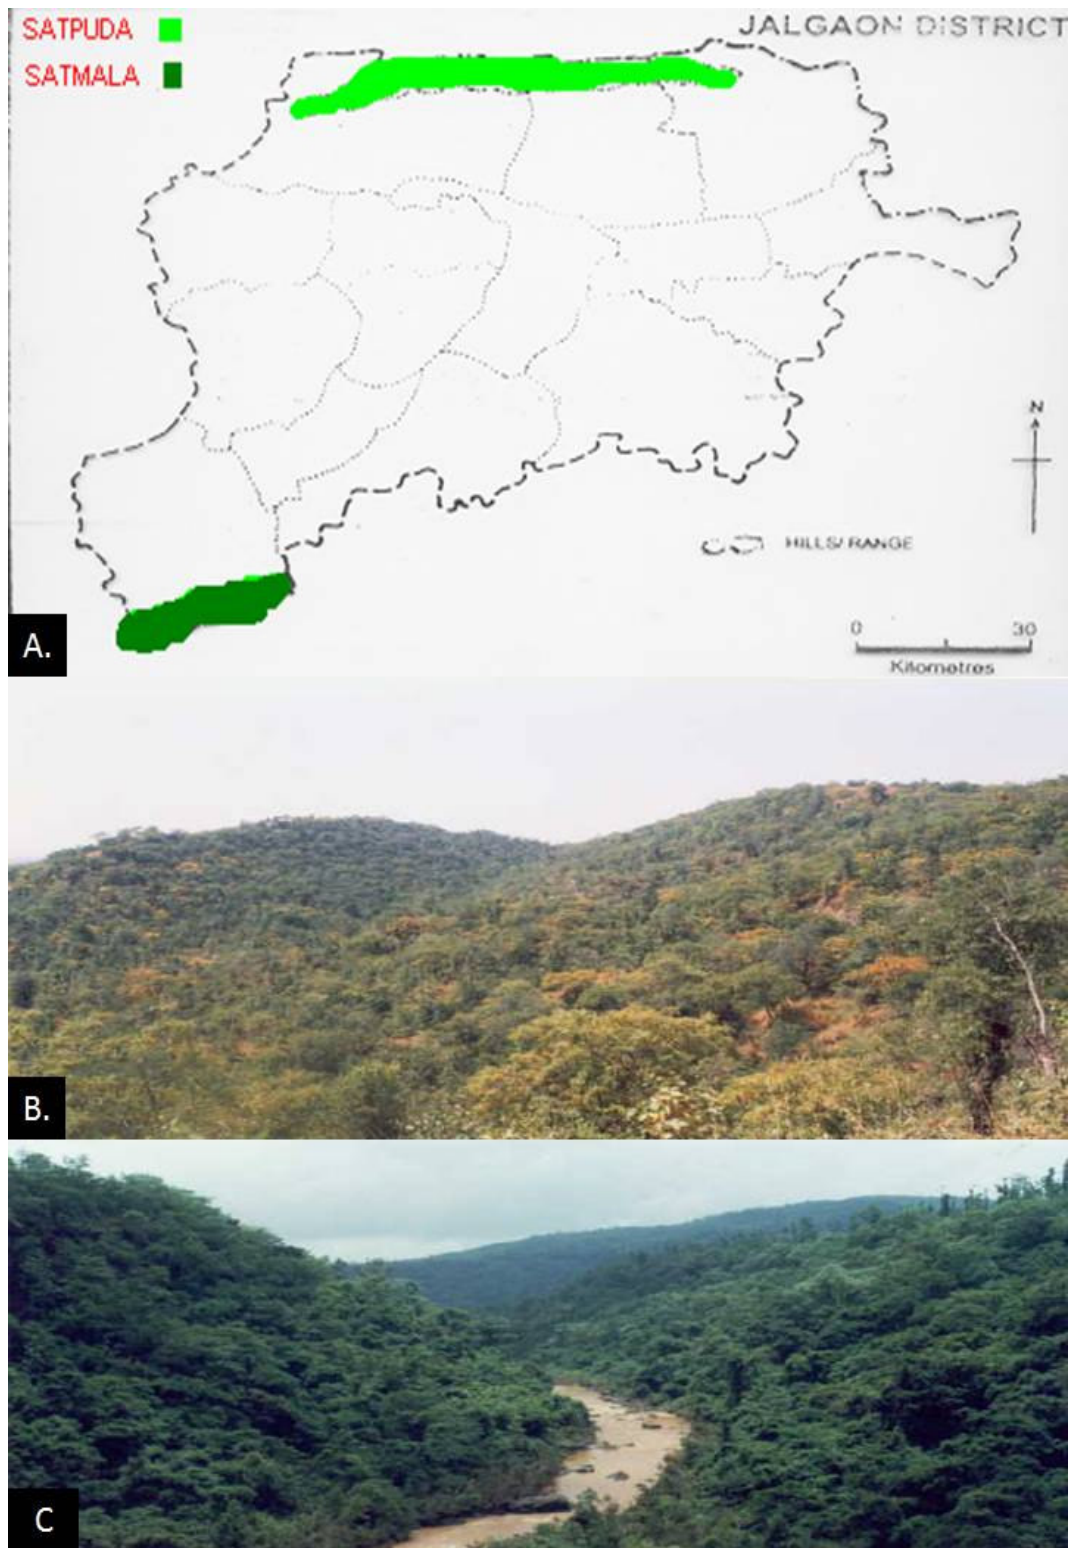 SATPUDA
JALGAON DISTRICT
SATMALA
N
HILLS/ RANGE
0 30
Kilometres
A.
B.
C